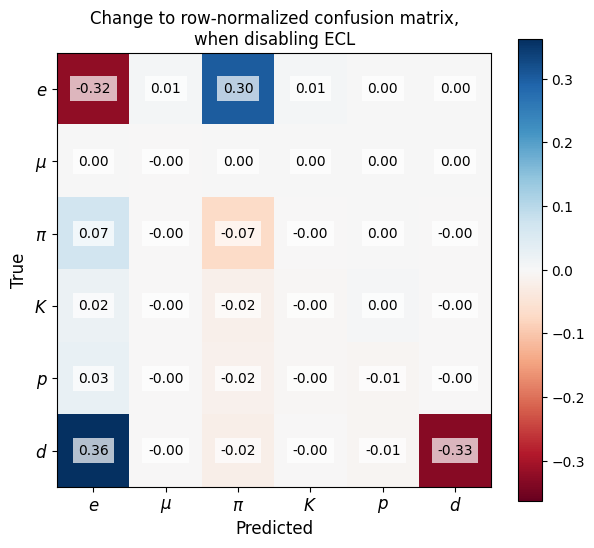 Change to row-normalized confusion matrix,
when disabling ECL
e -0.32 0.01 0.30 0.01 0.00 0.00
μ 0.00 -0.00 0.00 0.00 0.00 0.00
π 0.07 -0.00 -0.07 -0.00 0.00 -0.00
K 0.02 -0.00 -0.02 -0.00 0.00 -0.00
p 0.03 -0.00 -0.02 -0.00 -0.01 -0.00
d 0.36 -0.00 -0.02 -0.00 -0.01 -0.33
e μ π K p d
Predicted
True
0.3
0.2
0.1
0.0
−0.1
−0.2
−0.3